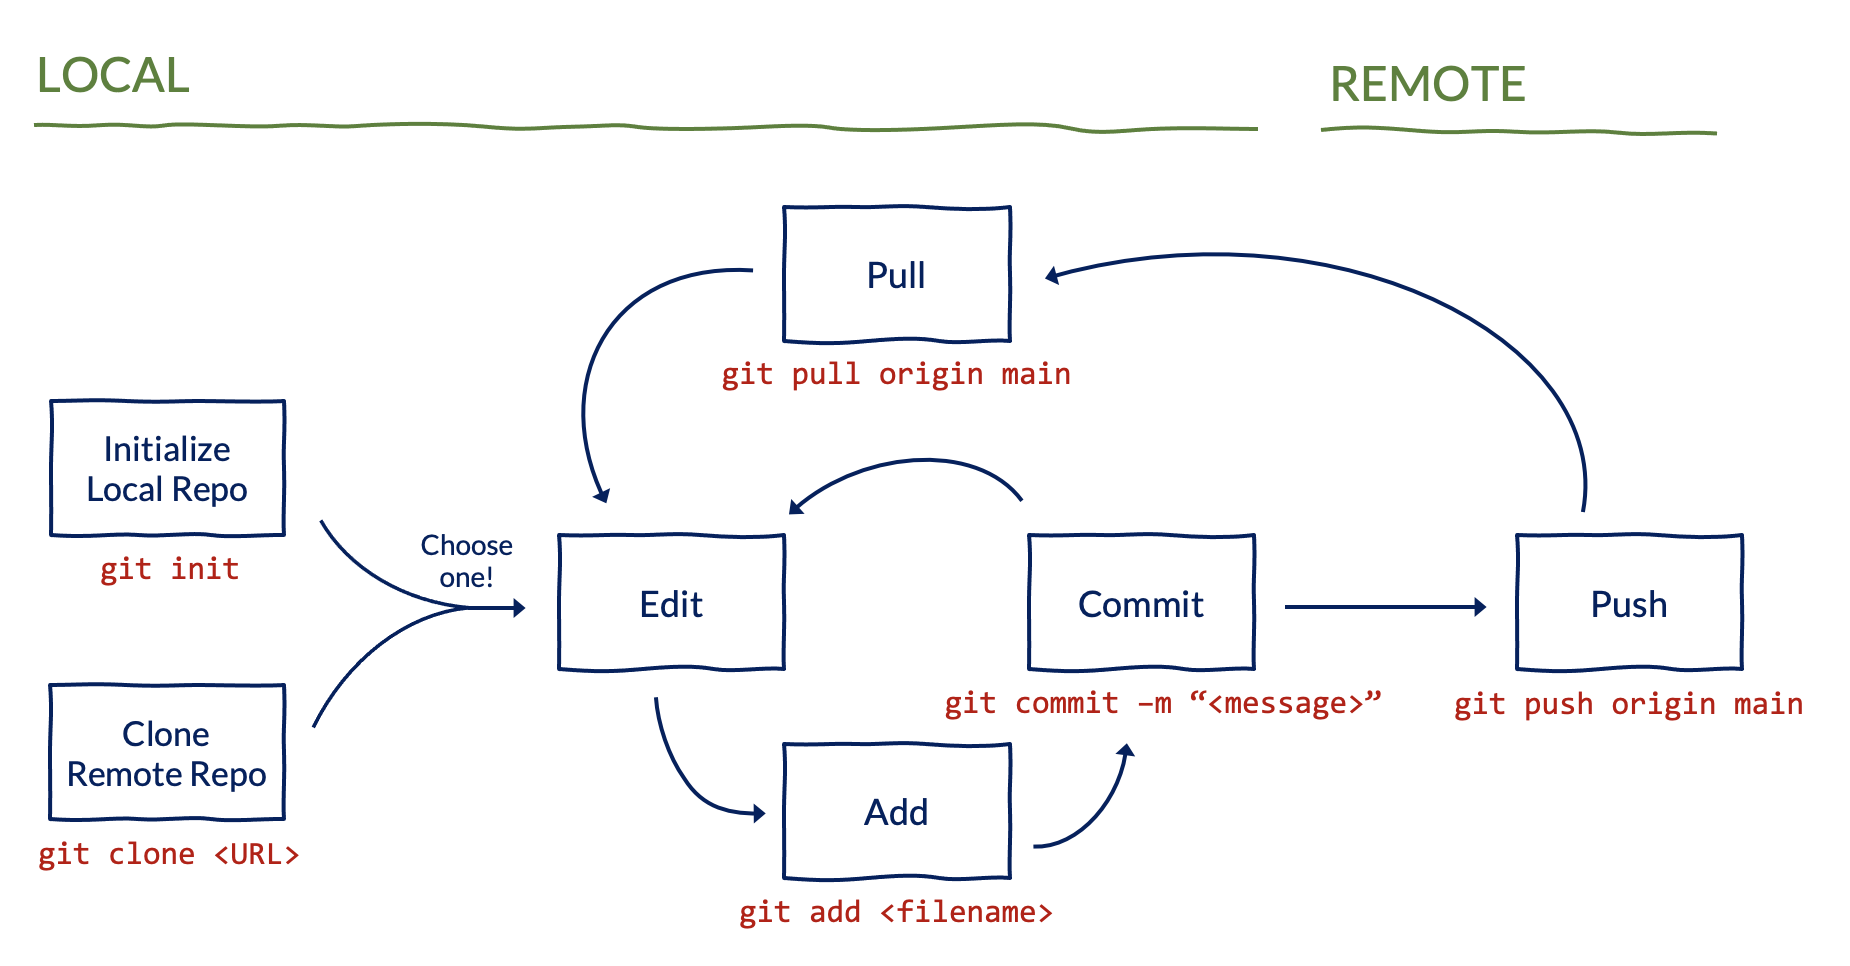 LOCAL
REMOTE
Pull
git pull origin main
Initialize
Local Repo
git init
Choose
one!
Edit
Commit
git commit –m “<message>”
Push
git push origin main
Clone
Remote Repo
git clone <URL>
Add
git add <filename>